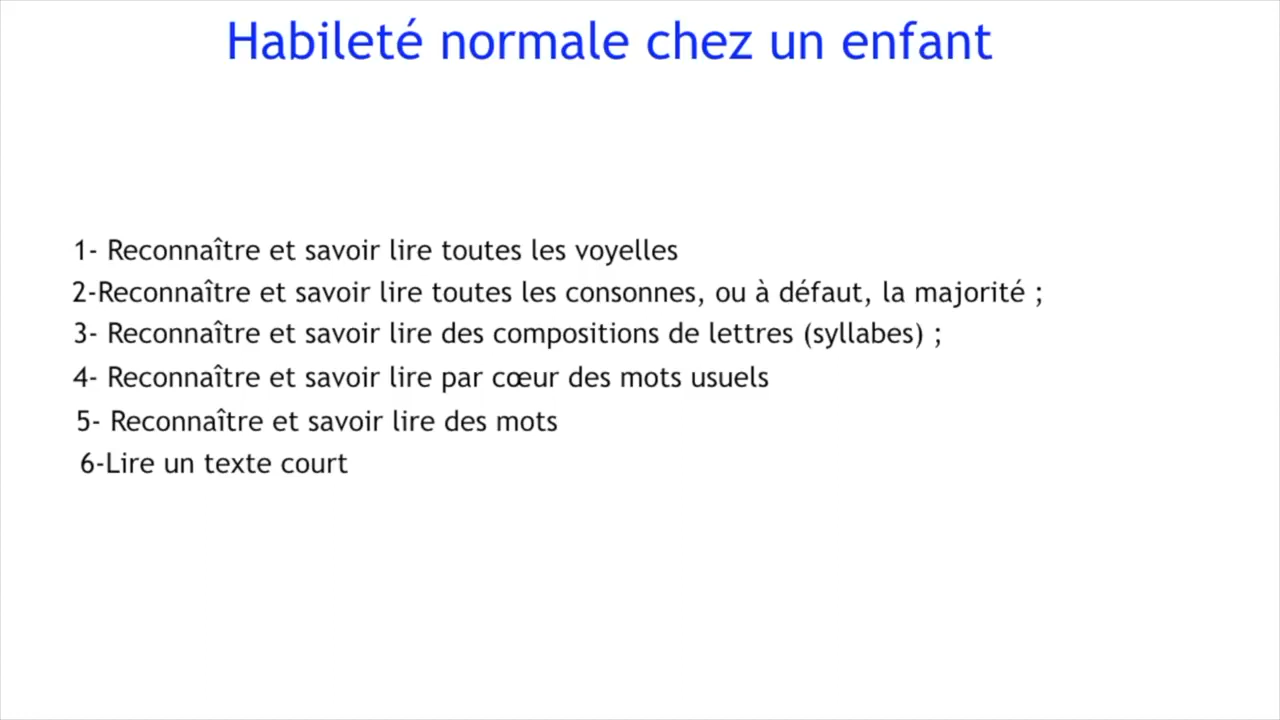 Habileté normale chez un enfant
1- Reconnaître et savoir lire toutes les voyelles
2-Reconnaître et savoir lire toutes les consonnes, ou à défaut, la majorité ;
3- Reconnaître et savoir lire des compositions de lettres (syllabes) ;
4- Reconnaître et savoir lire par cœur des mots usuels
5- Reconnaître et savoir lire des mots
6-Lire un texte court